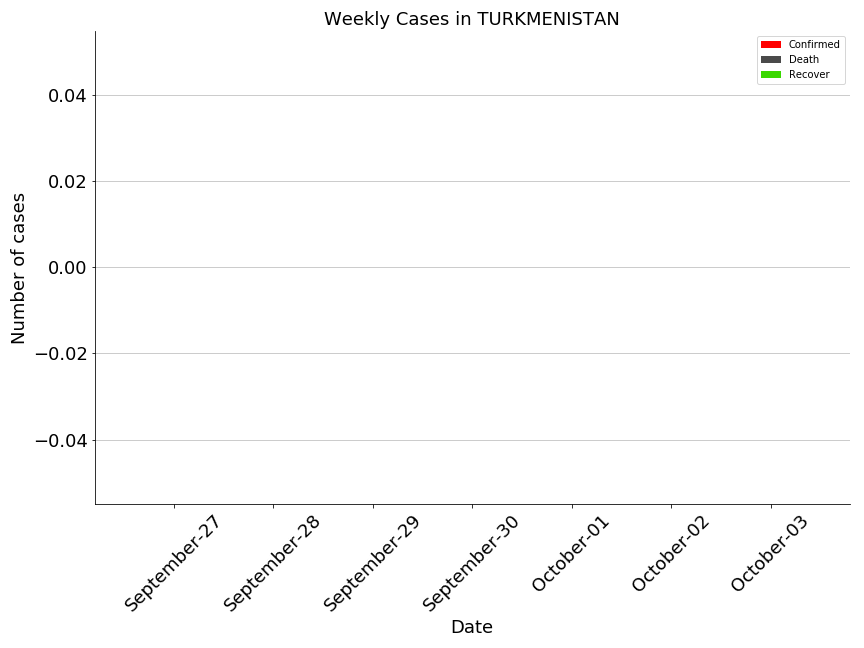 Weekly Cases in TURKMENISTAN
Confirmed
Death
Recover
Number of cases
0.04
0.02
0.00
−0.02
−0.04
September-27
September-28
September-29
September-30
October-01
October-02
October-03
Date